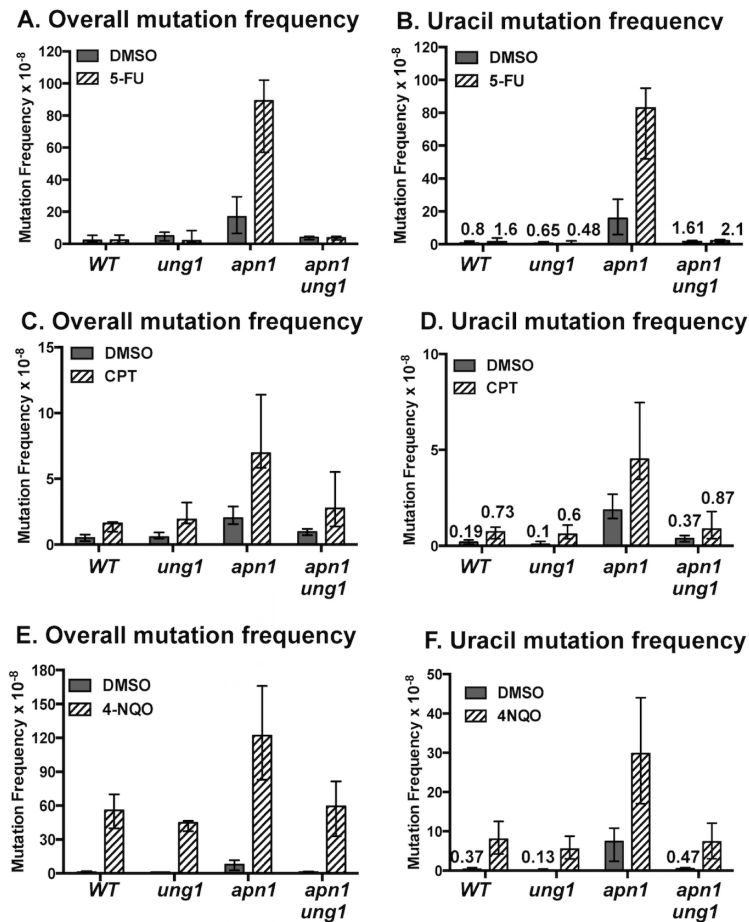 A. Overall mutation frequency
Mutation Frequency x 10-8
120
100
80
60
40
20
0
DMSO
5-FU
WT
ung1
apn1
apn1
ung1
B. Uracil mutation frequency
Mutation Frequency x 10-8
120
100
80
60
40
20
0
DMSO
5-FU
0.8 1.6 0.65 0.48 1.61 2.1
WT
ung1
apn1
apn1
ung1
C. Overall mutation frequency
Mutation Frequency x 10-8
15
10
5
0
DMSO
CPT
WT
ung1
apn1
apn1
ung1
D. Uracil mutation frequency
Mutation Frequency x 10-8
10
5
0
DMSO
CPT
0.19 0.73 0.1 0.6 0.37 0.87
WT
ung1
apn1
apn1
ung1
E. Overall mutation frequency
Mutation Frequency x 10-8
180
150
120
90
60
30
0
DMSO
4-NQO
WT
ung1
apn1
apn1
ung1
F. Uracil mutation frequency
Mutation Frequency x 10-8
50
40
30
20
10
0
DMSO
4NQO
0.37 0.13 0.47
WT
ung1
apn1
apn1
ung1